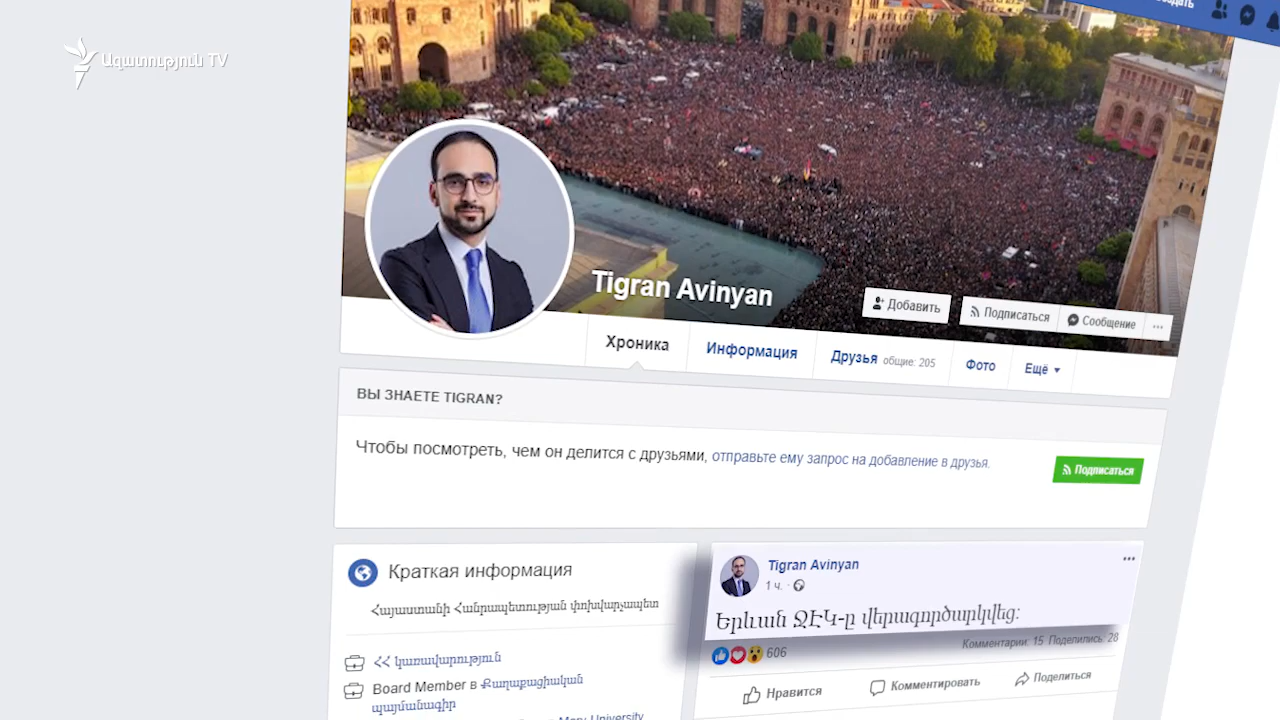 Ազատություն TV
Tigran Avinyan
Добавить
Подписаться
Сообщение
Хроника
Информация
Друзья общие: 205
Фото
Ещё
ВЫ ЗНАЕТЕ TIGRAN?
Чтобы посмотреть, чем он делится с друзьями, отправьте ему запрос на добавление в друзья.
Подписаться
Краткая информация
Հայաստանի Հանրապետության փոխվարչապետ
ՀՀ կառավարություն
Board Member в Քաղաքացիական
պայմանագիր
Mary University
Tigran Avinyan
1 ч.
Երևան ՋԷԿ-ը վերագործարկվեց։
606
Комментарии: 15 Поделились: 28
Нравится
Комментировать
Поделиться